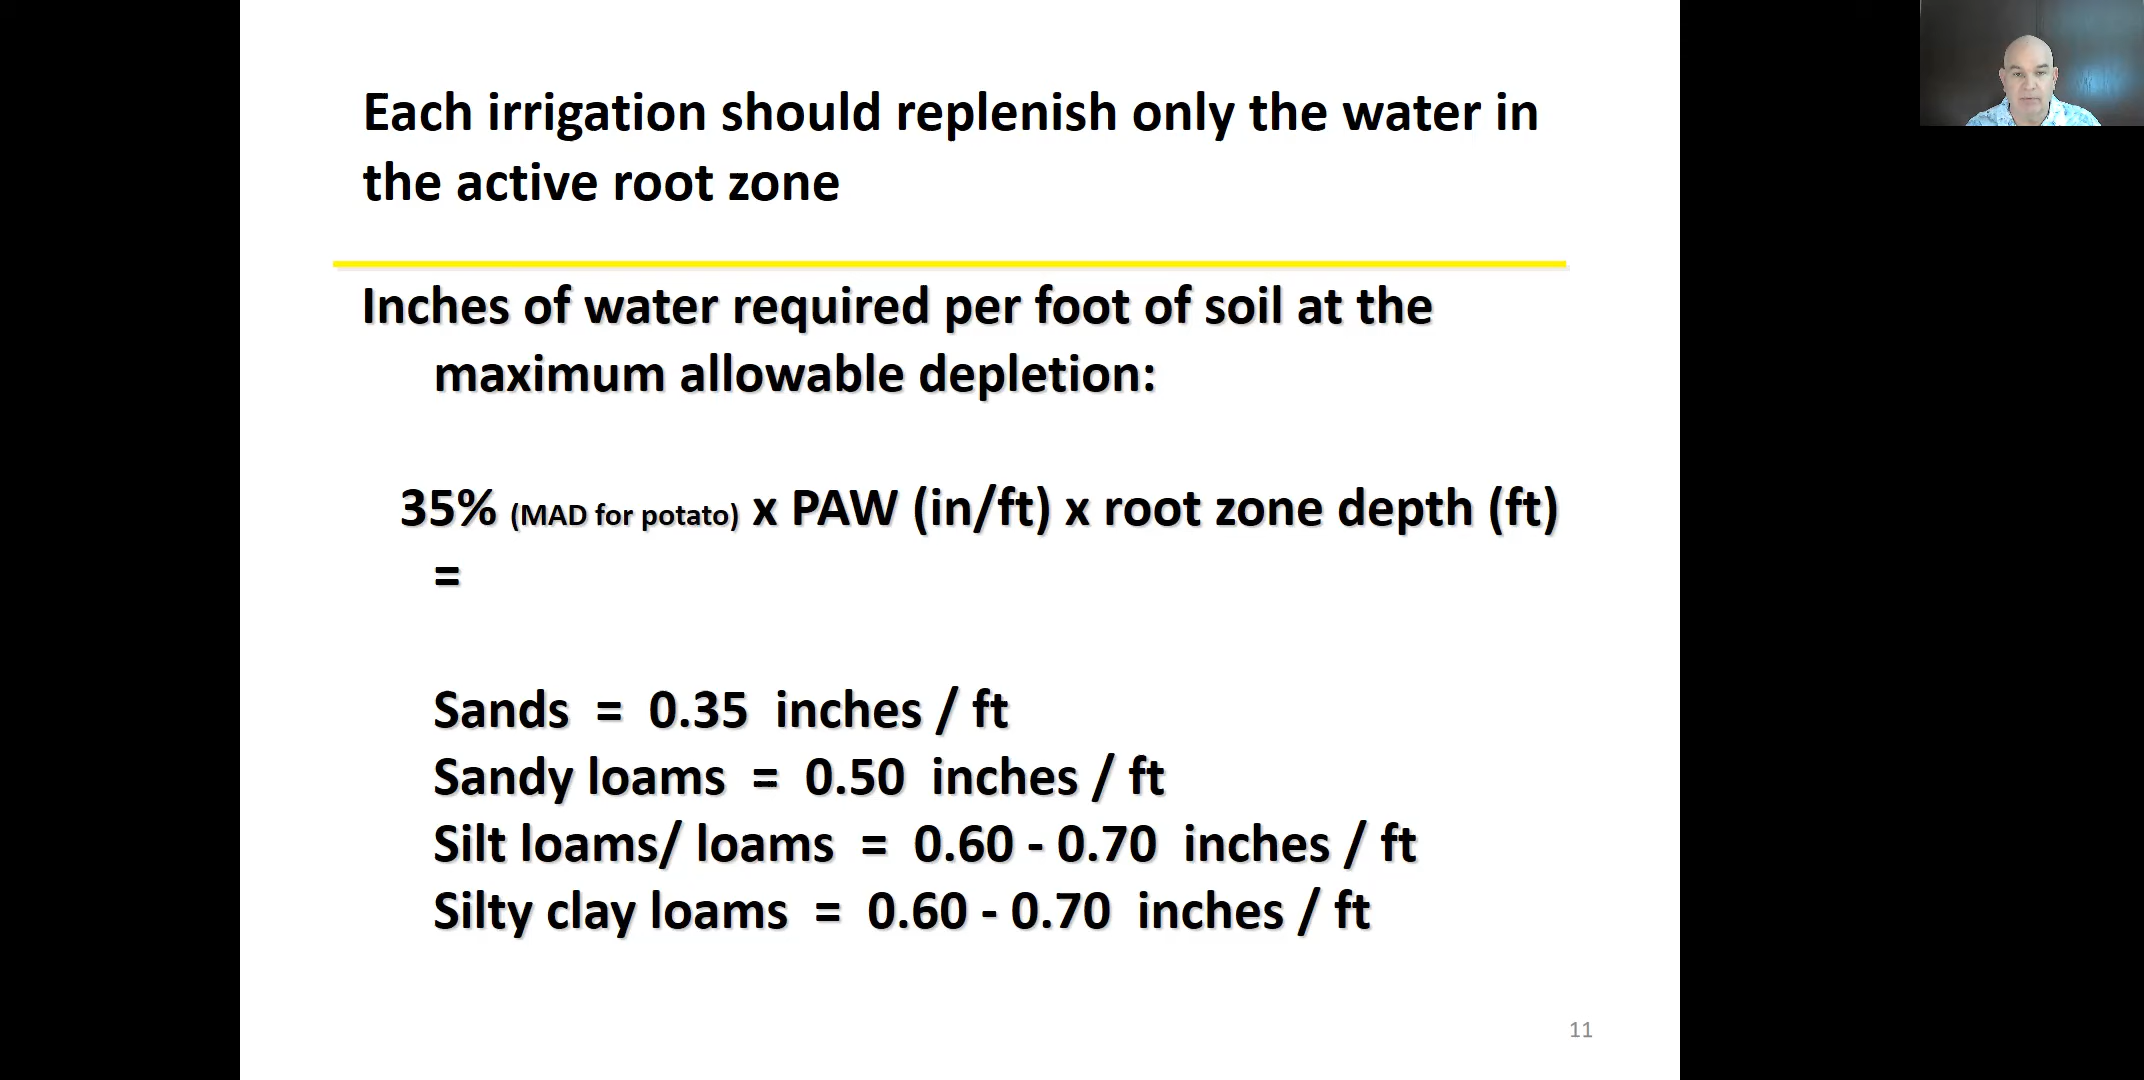 Each irrigation should replenish only the water in
the active root zone
Inches of water required per foot of soil at the
maximum allowable depletion:
35% (MAD for potato) x PAW (in/ft) x root zone depth (ft)
=
Sands = 0.35 inches / ft
Sandy loams = 0.50 inches / ft
Silt loams/ loams = 0.60 - 0.70 inches / ft
Silty clay loams = 0.60 - 0.70 inches / ft
11